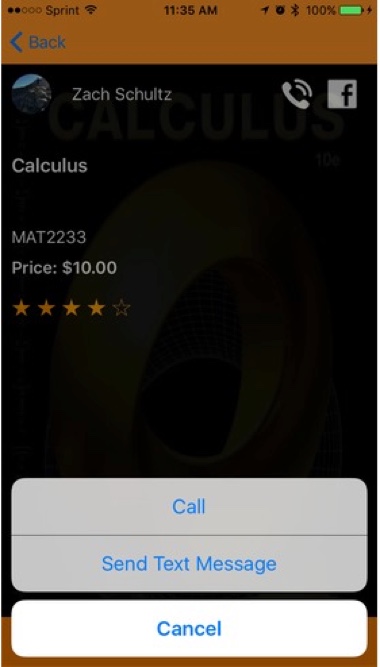 Sprint 11:35 AM 100%
Back
Zach Schultz
CALCULUS
10e
Calculus
MAT2233
Price: $10.00
Call
Send Text Message
Cancel